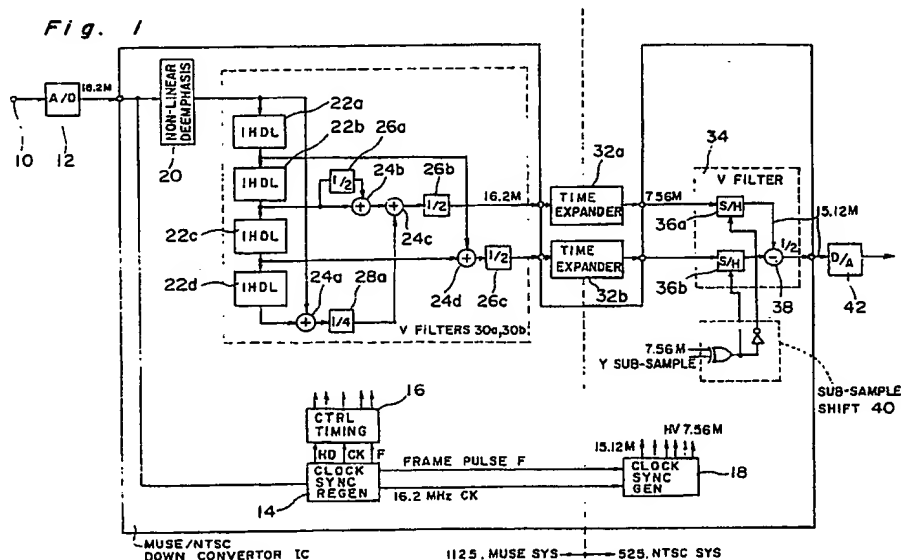 Fig. 1
A/D
16.2M
10
12
NON-LINEAR
DEEMPHASIS
20
1HDL
22a
1HDL
22b
1HDL
22c
1HDL
22d
1/2
26a
24b
24c
1/2
26b
16.2M
24a
1/4
28a
24d
1/2
26c
V FILTERS 30a, 30b
32a
TIME
EXPANDER
7.56M
TIME
EXPANDER
32b
34
V FILTER
S/H
36a
15.12M
S/H
36b
1/2
15.12M
38
D/A
42
7.56M
Y SUB-SAMPLE
SUB-SAMPLE
SHIFT 40
16
CTRL
TIMING
HD CK F
CLOCK
SYNC
REGEN
14
FRAME PULSE F
16.2 MHz CK
15.12M
HV 7.56M
CLOCK
SYNC
GEN
18
MUSE/NTSC
DOWN CONVERTOR IC
1125, MUSE SYS
525, NTSC SYS